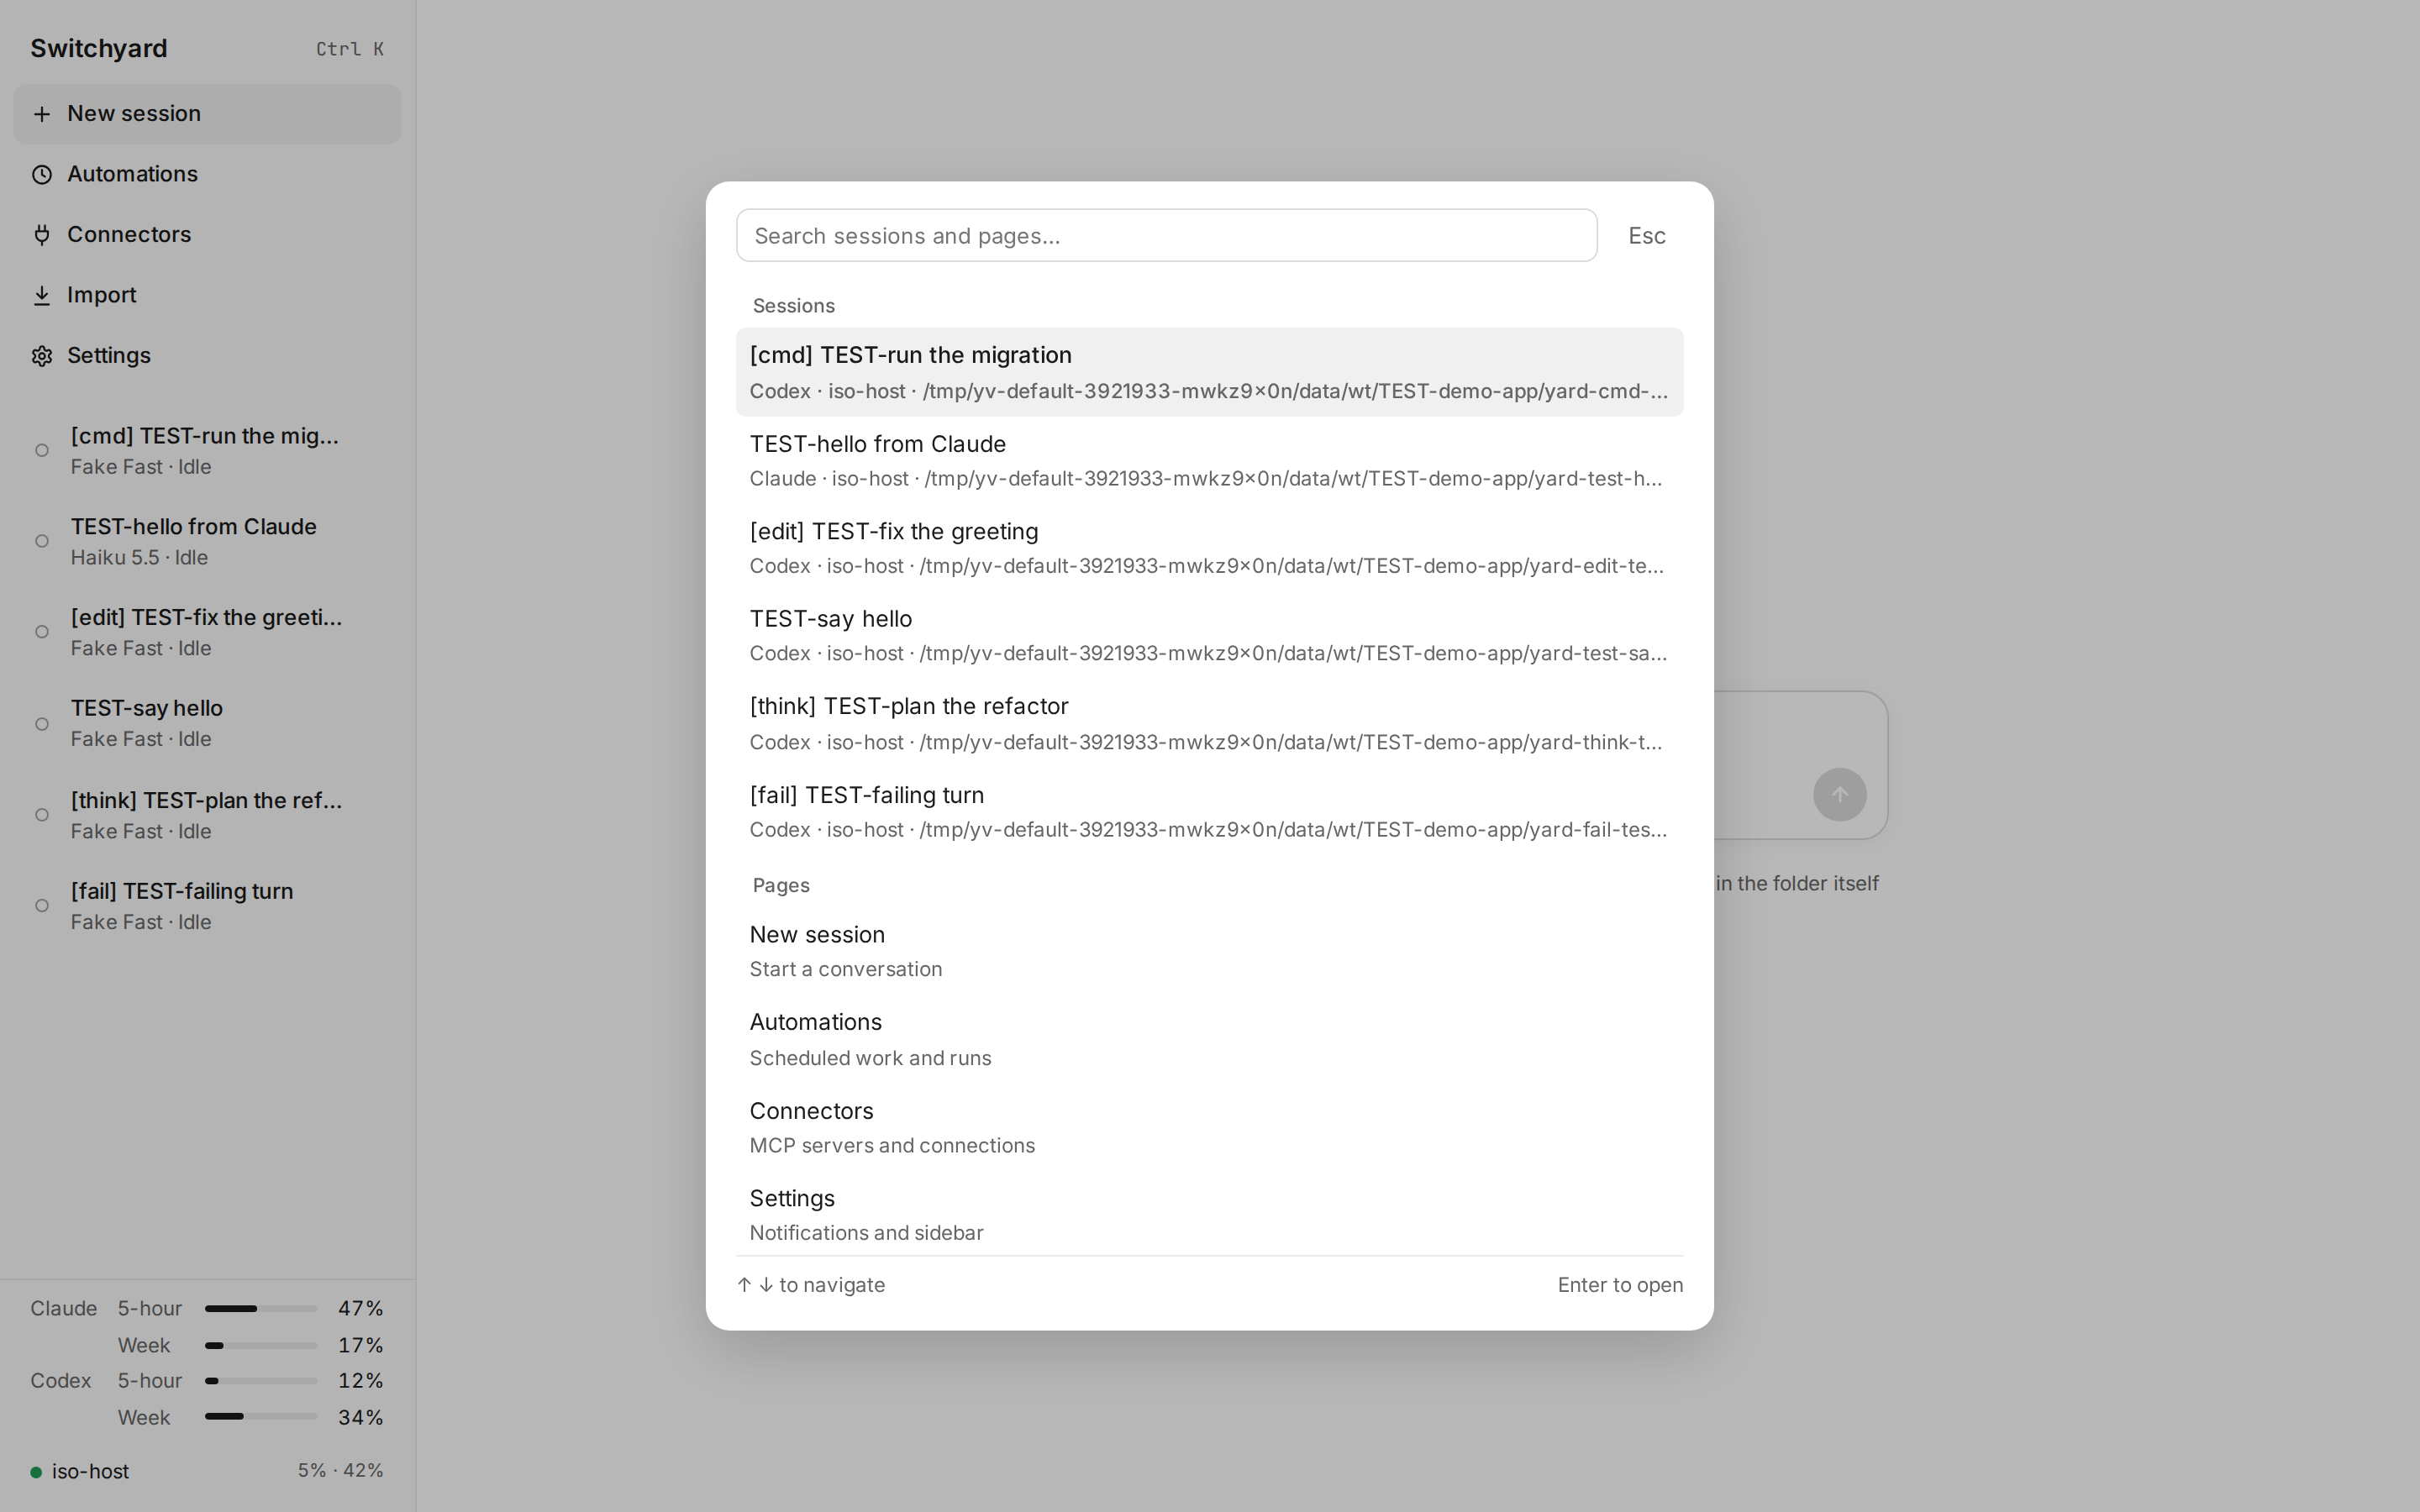 Switchyard Ctrl K
New session
Automations
Connectors
Import
Settings
[cmd] TEST-run the mig...
Fake Fast · Idle
TEST-hello from Claude
Haiku 5.5 · Idle
[edit] TEST-fix the greeti...
Fake Fast · Idle
TEST-say hello
Fake Fast · Idle
[think] TEST-plan the ref...
Fake Fast · Idle
[fail] TEST-failing turn
Fake Fast · Idle
Claude 5-hour 47%
Week 17%
Codex 5-hour 12%
Week 34%
iso-host 5% · 42%
Search sessions and pages... Esc
Sessions
[cmd] TEST-run the migration
Codex · iso-host · /tmp/yv-default-3921933-mwkz9×0n/data/wt/TEST-demo-app/yard-cmd-...
TEST-hello from Claude
Claude · iso-host · /tmp/yv-default-3921933-mwkz9×0n/data/wt/TEST-demo-app/yard-test-h...
[edit] TEST-fix the greeting
Codex · iso-host · /tmp/yv-default-3921933-mwkz9×0n/data/wt/TEST-demo-app/yard-edit-te...
TEST-say hello
Codex · iso-host · /tmp/yv-default-3921933-mwkz9×0n/data/wt/TEST-demo-app/yard-test-sa...
[think] TEST-plan the refactor
Codex · iso-host · /tmp/yv-default-3921933-mwkz9×0n/data/wt/TEST-demo-app/yard-think-t...
[fail] TEST-failing turn
Codex · iso-host · /tmp/yv-default-3921933-mwkz9×0n/data/wt/TEST-demo-app/yard-fail-tes...
Pages
New session
Start a conversation
Automations
Scheduled work and runs
Connectors
MCP servers and connections
Settings
Notifications and sidebar
↑ ↓ to navigate Enter to open
in the folder itself